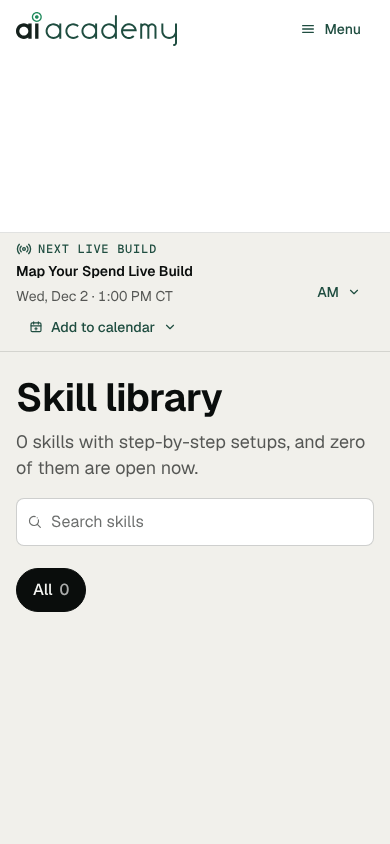 ai academy
Menu
NEXT LIVE BUILD
Map Your Spend Live Build
Wed, Dec 2 · 1:00 PM CT
AM
Add to calendar
Skill library
0 skills with step-by-step setups, and zero
of them are open now.
Search skills
All 0